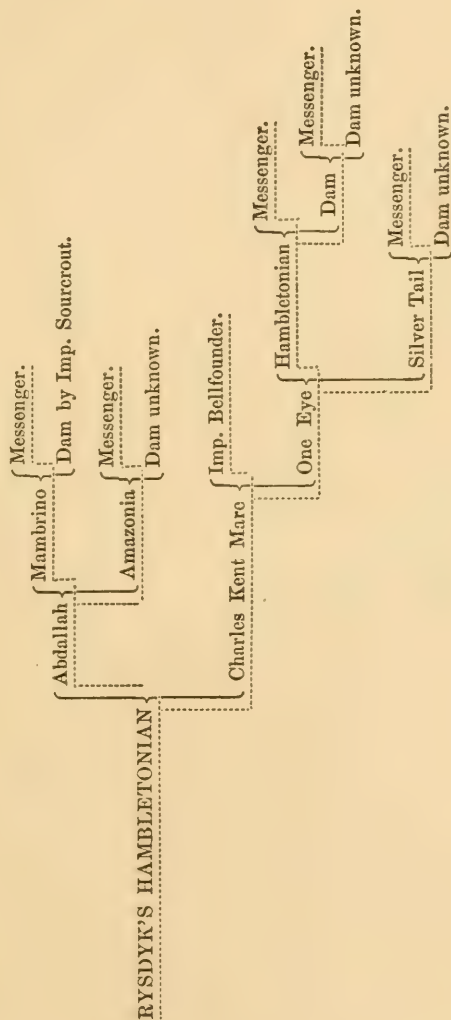 Messenger.
Mambrino
Abdallah
Dam by Imp. Sourcrout.
Messenger.
Amazonia
Dam unknown.
RYSDYK'S HAMBLETONIAN
Imp. Bellfounder.
Charles Kent Mare
Messenger.
Hambletonian
Messenger.
Dam
One Eye
Dam unknown.
Messenger.
Silver Tail
Dam unknown.